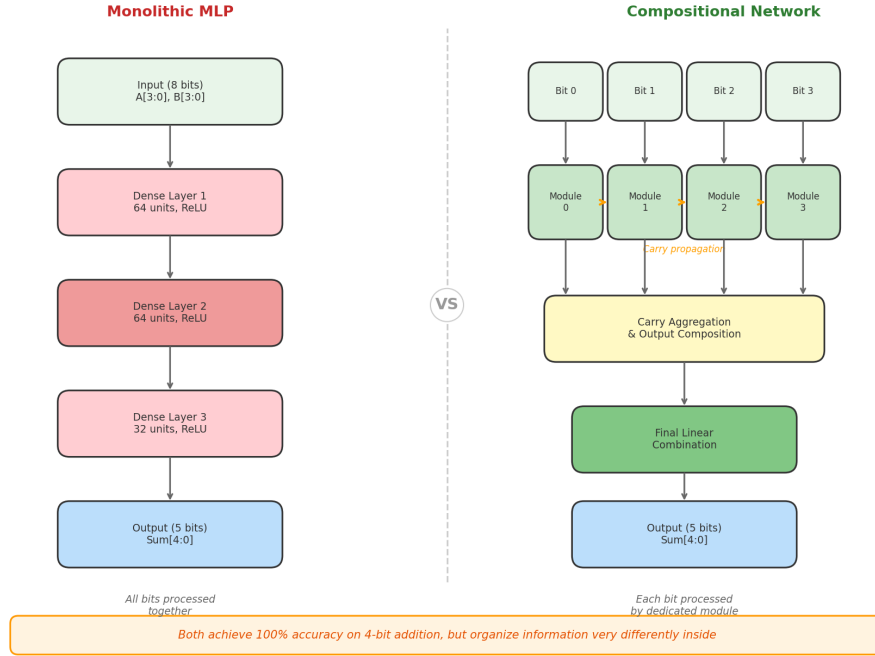 Monolithic MLP
Input (8 bits)
A[3:0], B[3:0]
Dense Layer 1
64 units, ReLU
Dense Layer 2
64 units, ReLU
Dense Layer 3
32 units, ReLU
Output (5 bits)
Sum[4:0]
All bits processed
together
VS
Compositional Network
Bit 0
Bit 1
Bit 2
Bit 3
Module
0
Module
1
Module
2
Module
3
Carry propagation
Carry Aggregation
& Output Composition
Final Linear
Combination
Output (5 bits)
Sum[4:0]
Each bit processed
by dedicated module
Both achieve 100% accuracy on 4-bit addition, but organize information very differently inside